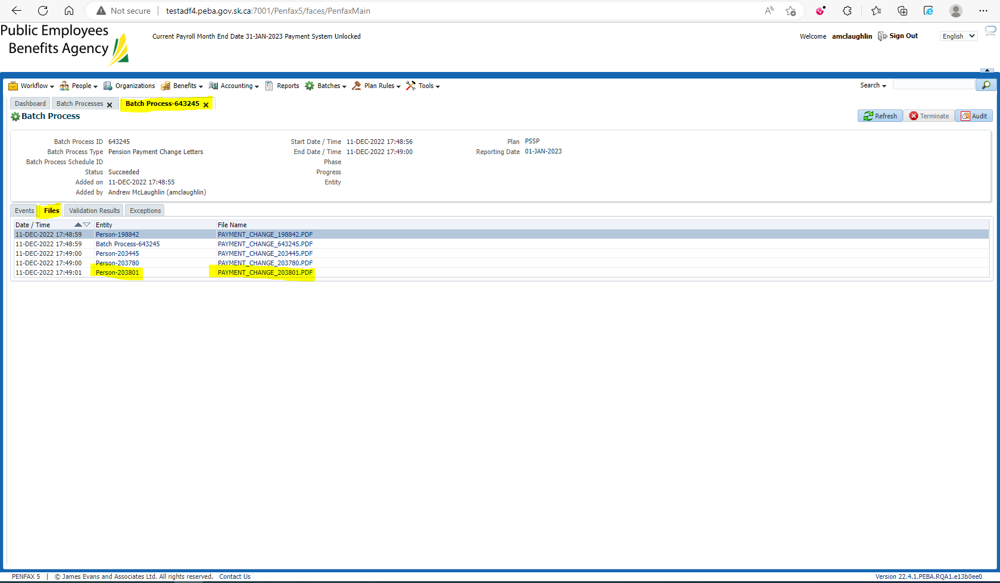 Not secure | testadf4.peba.gov.sk.ca:7001/Penfax5/faces/PenfaxMain
Public Employees
Benefits Agency
Current Payroll Month End Date 31-JAN-2023 Payment System Unlocked
Welcome amclaughlin Sign Out English
Workflow People Organizations Benefits Accounting Reports Batches Plan Rules Tools Search
Dashboard Batch Processes Batch Process-643245
Batch Process Refresh Terminate Audit
Batch Process ID 643245 Start Date / Time 11-DEC-2022 17:48:56 Plan PSSP
Batch Process Type Pension Payment Change Letters End Date / Time 11-DEC-2022 17:49:00 Reporting Date 01-JAN-2023
Batch Process Schedule ID Phase
Status Succeeded Progress
Added on 11-DEC-2022 17:48:55 Entity
Added by Andrew McLaughlin (amclaughlin)
Events Files Validation Results Exceptions
Date / Time Entity File Name
11-DEC-2022 17:48:59 Person-198842 PAYMENT_CHANGE_198842.PDF
11-DEC-2022 17:48:59 Batch Process-643245 PAYMENT_CHANGE_643245.PDF
11-DEC-2022 17:49:00 Person-203445 PAYMENT_CHANGE_203445.PDF
11-DEC-2022 17:49:00 Person-203780 PAYMENT_CHANGE_203780.PDF
11-DEC-2022 17:49:01 Person-203801 PAYMENT_CHANGE_203801.PDF
PENFAX 5 | © James Evans and Associates Ltd. All rights reserved. Contact Us Version 22.4.1.PEBA.RQA1.e13b0ee0